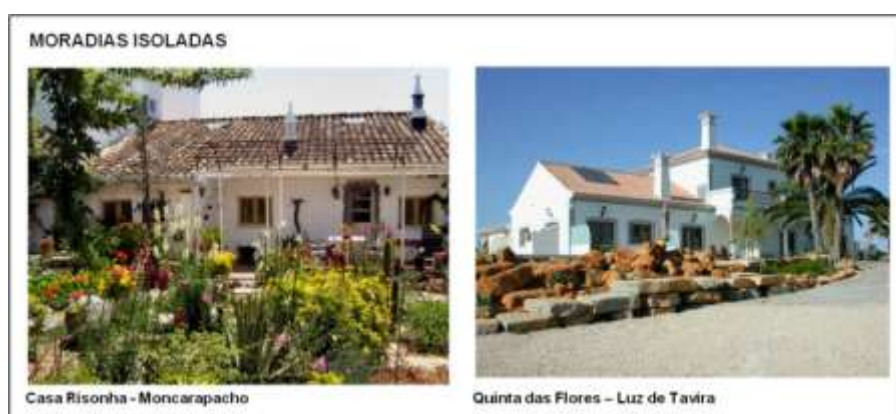 MORADIAS ISOLADAS
Casa Risonha - Moncarapacho
Quinta das Flores – Luz de Tavira